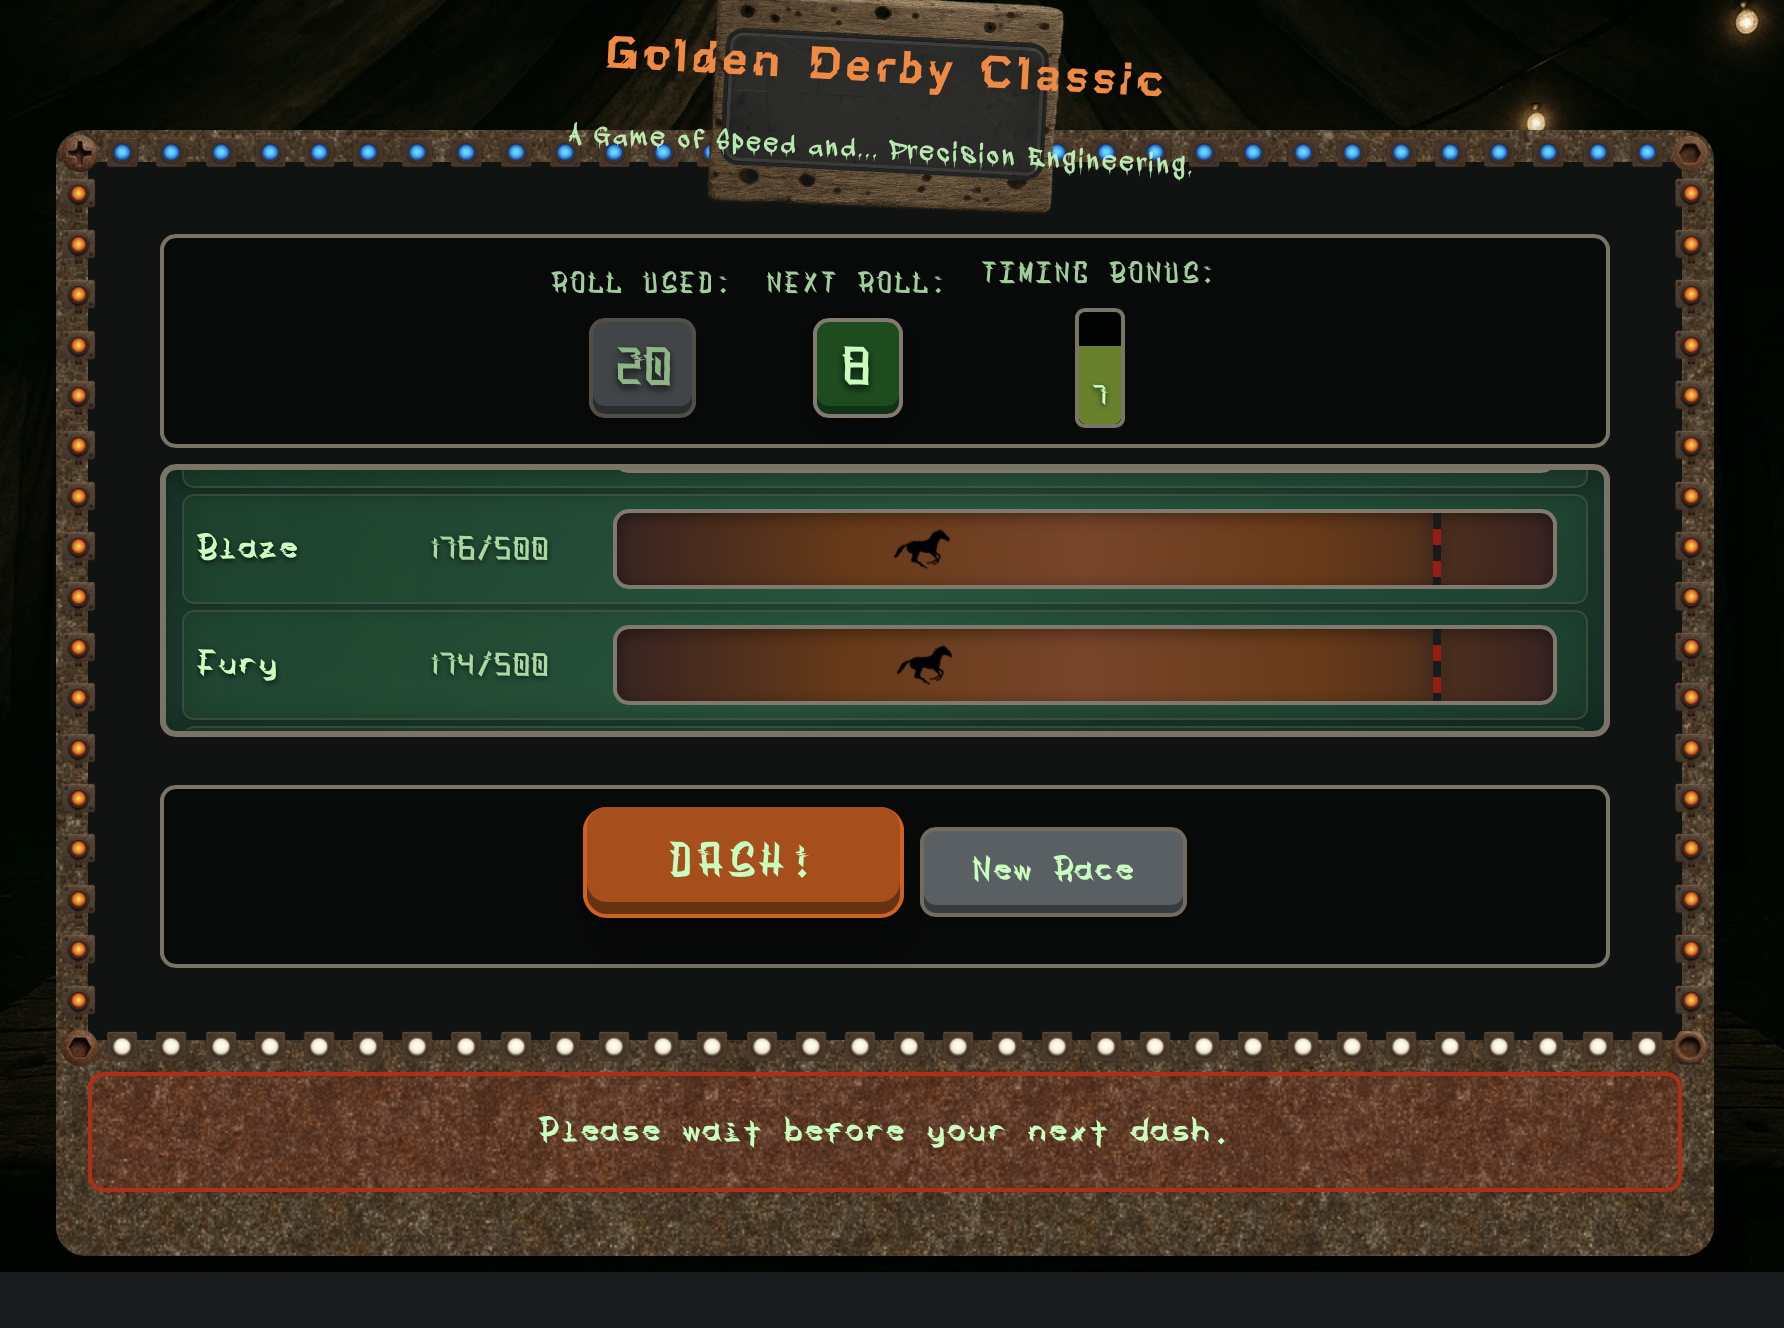 Golden Derby Classic
A Game of Speed and... Precision Engineering.
ROLL USED: NEXT ROLL: TIMING BONUS:
20 8 7
Blaze 176/500
Fury 174/500
DASH! New Race
Please wait before your next dash.